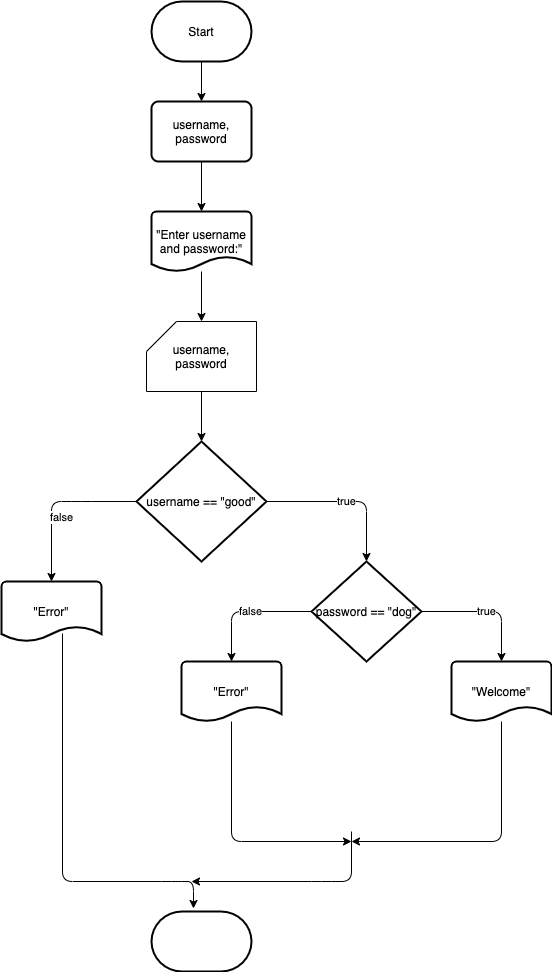 Start
username,
password
"Enter username
and password:"
username,
password
username == "good"
false
true
"Error"
password == "dog"
false
true
"Error"
"Welcome"